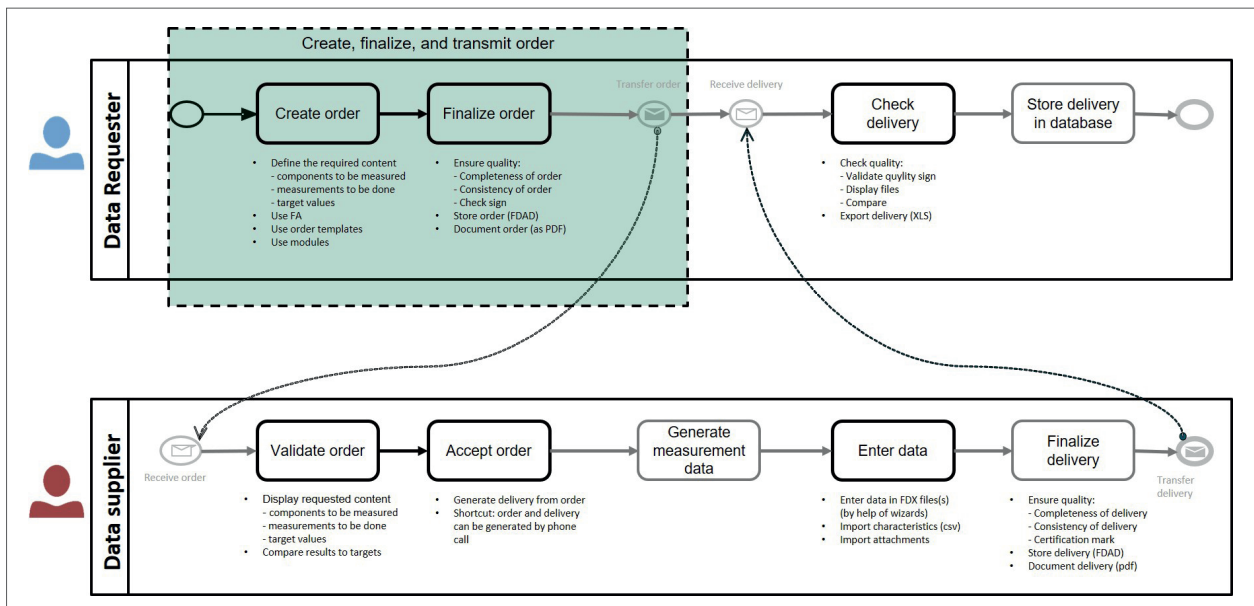 Create, finalize, and transmit order
Data Requester
Transfer order
Receive delivery
Create order
Finalize order
Check
delivery
Store delivery
in database
• Define the required content
- components to be measured
- measurements to be done
- target values
• Use FA
• Use order templates
• Use modules
• Ensure quality:
- Completeness of order
- Consistency of order
- Check sign
• Store order (FDAD)
• Document order (as PDF)
• Check quality:
- Validate quylity sign
- Display files
- Compare
• Export delivery (XLS)
Data supplier
Receive order
Validate order
Accept order
Generate
measurement
data
Enter data
Finalize
delivery
Transfer
delivery
• Display requested content
- components to be measured
- measurements to be done
- target values
• Compare results to targets
• Generate delivery from order
• Shortcut: order and delivery
can be generated by phone
call
• Enter data in FDX files(s)
(by help of wizards)
• Import characteristics (csv)
• Import attachments
• Ensure quality:
- Completeness of delivery
- Consistency of delivery
- Certification mark
• Store delivery (FDAD)
• Document delivery (pdf)